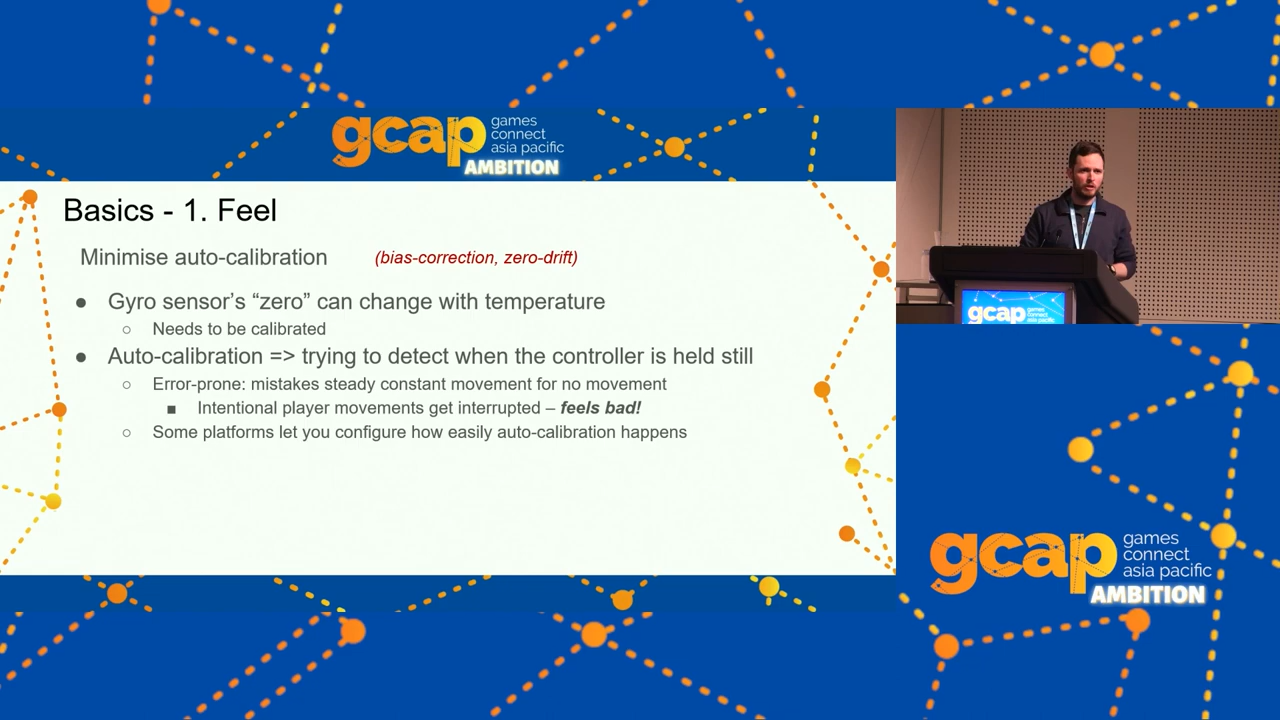 gcap games
connect
asia pacific
AMBITION
Basics - 1. Feel
Minimise auto-calibration (bias-correction, zero-drift)
● Gyro sensor's “zero” can change with temperature
○ Needs to be calibrated
● Auto-calibration => trying to detect when the controller is held still
○ Error-prone: mistakes steady constant movement for no movement
■ Intentional player movements get interrupted – feels bad!
○ Some platforms let you configure how easily auto-calibration happens
gcap
gcap games
connect
asia pacific
AMBITION